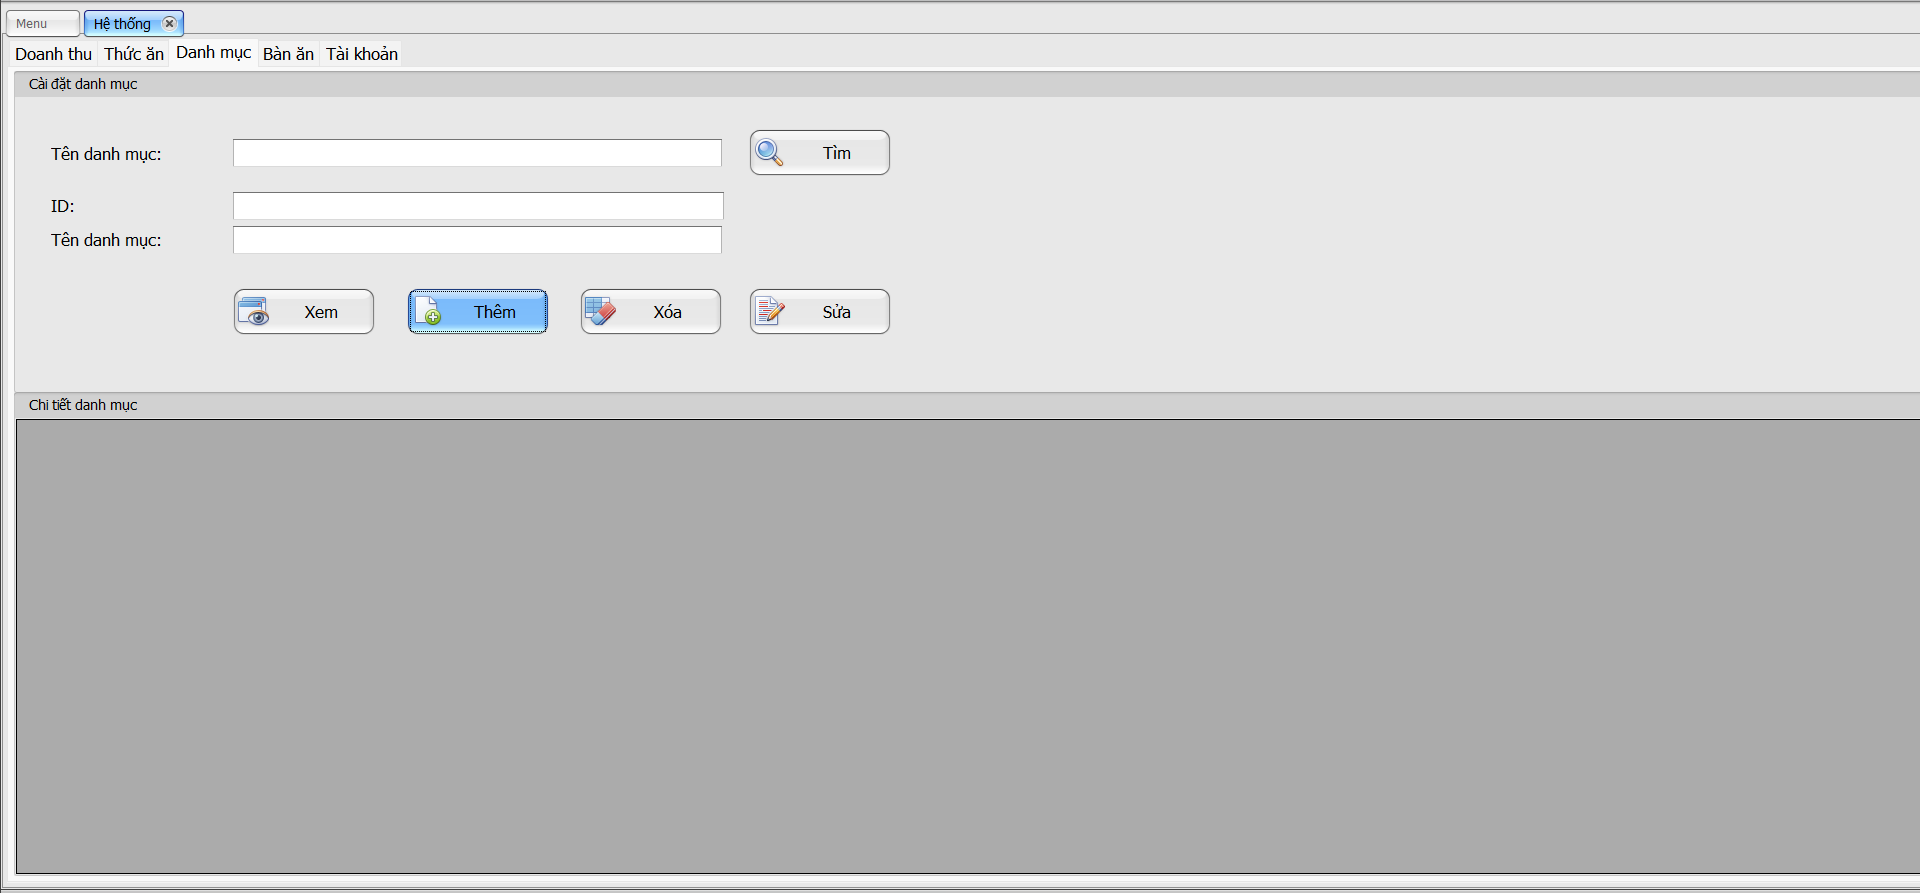 Menu Hệ thống
Doanh thu Thức ăn Danh mục Bàn ăn Tài khoản
Cài đặt danh mục
Tên danh mục: Tìm
ID:
Tên danh mục:
Xem Thêm Xóa Sửa
Chi tiết danh mục